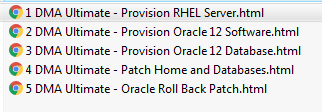 1 DMA Ultimate - Provision RHEL Server.html
2 DMA Ultimate - Provision Oracle 12 Software.html
3 DMA Ultimate - Provision Oracle 12 Database.html
4 DMA Ultimate - Patch Home and Databases.html
5 DMA Ultimate - Oracle Roll Back Patch.html